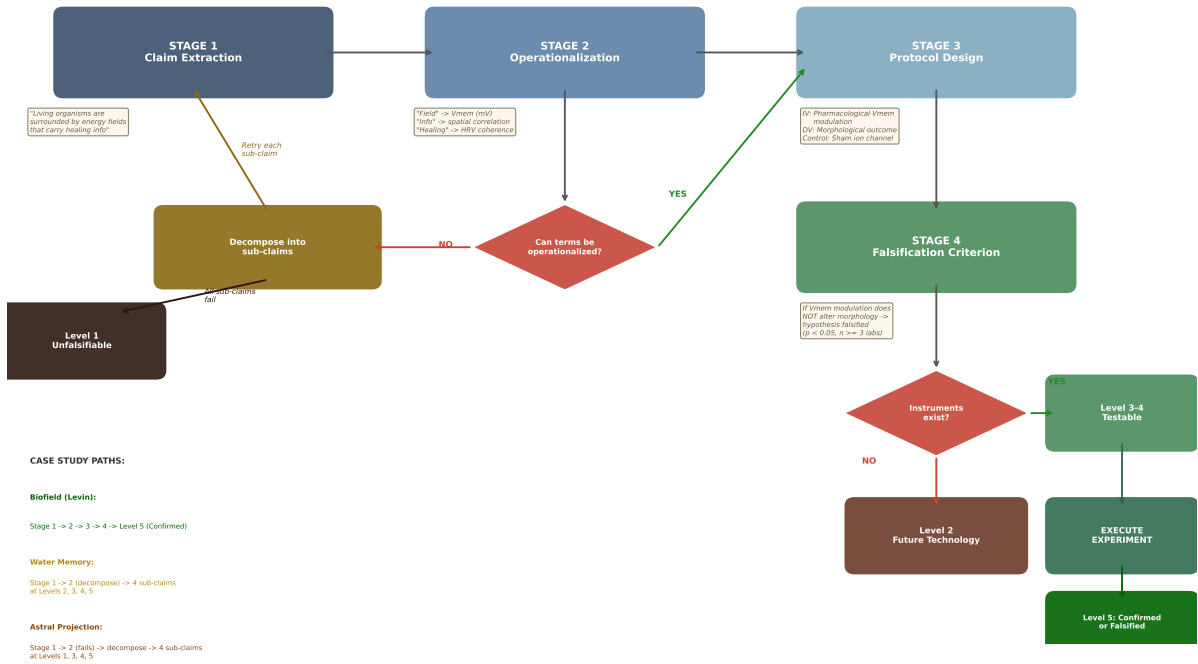 STAGE 1
Claim Extraction
STAGE 2
Operationalization
STAGE 3
Protocol Design
"Living organisms are
surrounded by energy fields
that carry healing info"
"Field" -> Vmem (mV)
"Info" -> spatial correlation
"Healing" -> HRV coherence
IV: Pharmacological Vmem
modulation
DV: Morphological outcome
Control: Sham ion channel
Retry each
sub-claim
YES
Decompose into
sub-claims
NO
Can terms be
operationalized?
STAGE 4
Falsification Criterion
All sub-claims
fail
Level 1
Unfalsifiable
If Vmem modulation does
NOT alter morphology ->
hypothesis falsified
(p < 0.05, n >= 3 labs)
Instruments
exist?
YES
Level 3-4
Testable
NO
Level 2
Future Technology
EXECUTE
EXPERIMENT
Level 5: Confirmed
or Falsified
CASE STUDY PATHS:
Biofield (Levin):
Stage 1 -> 2 -> 3 -> 4 -> Level 5 (Confirmed)
Water Memory:
Stage 1 -> 2 (decompose) -> 4 sub-claims
at Levels 2, 3, 4, 5
Astral Projection:
Stage 1 -> 2 (fails) -> decompose -> 4 sub-claims
at Levels 1, 3, 4, 5